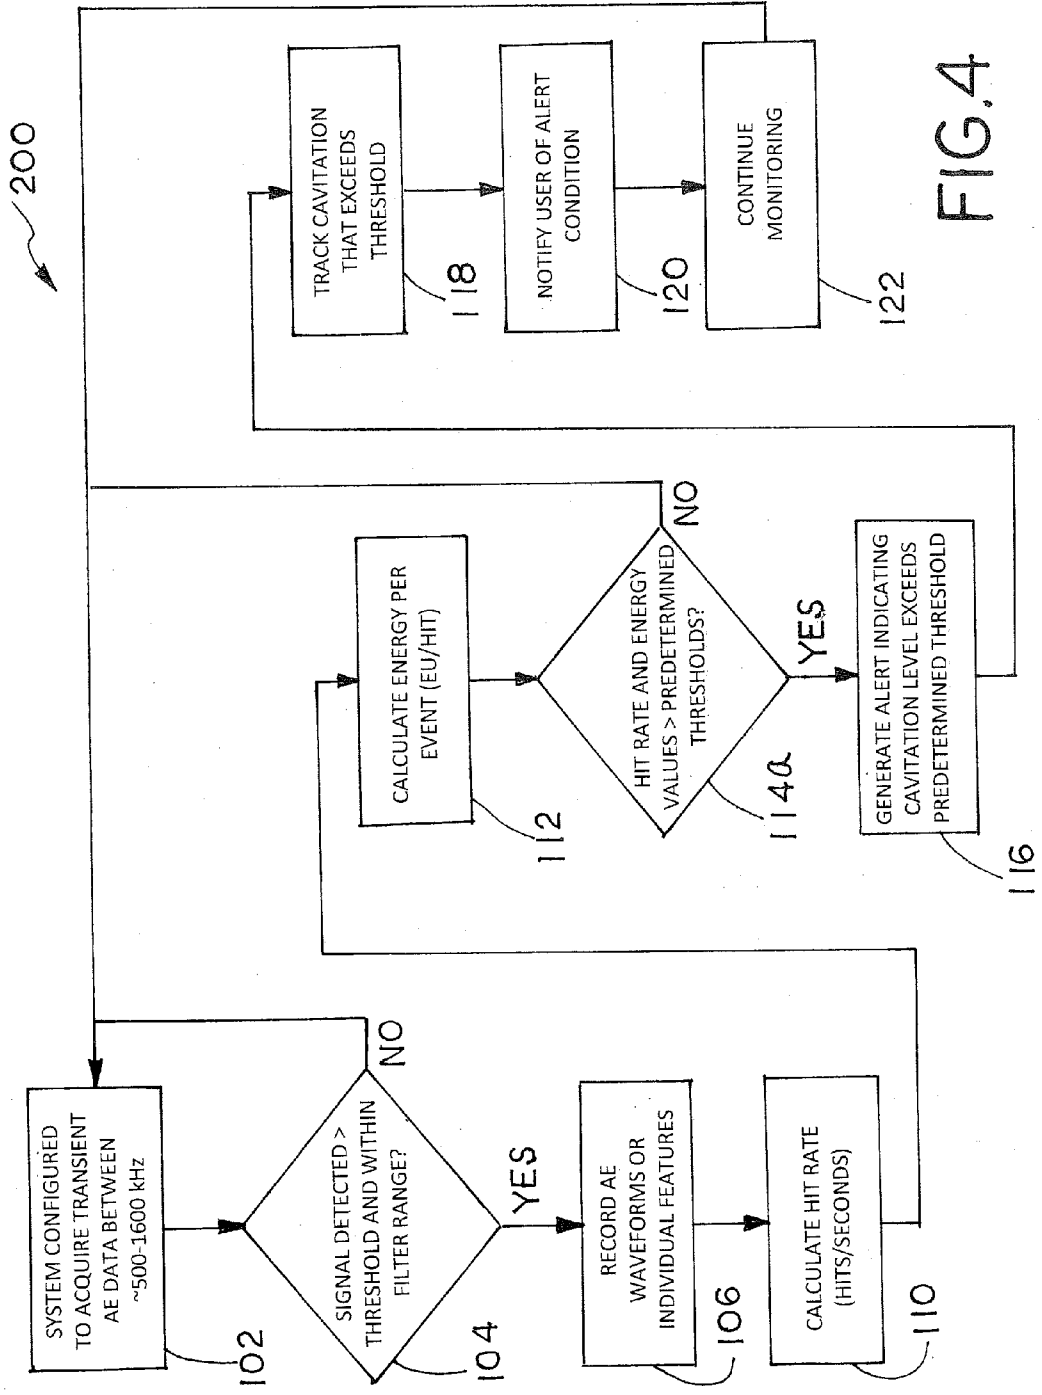 200
SYSTEM CONFIGURED
TO ACQUIRE TRANSIENT
AE DATA BETWEEN
~500-1600 kHz
102
SIGNAL DETECTED >
THRESHOLD AND WITHIN
FILTER RANGE?
104
NO
YES
RECORD AE
WAVEFORMS OR
INDIVIDUAL FEATURES
106
CALCULATE HIT RATE
(HITS/SECONDS)
110
CALCULATE ENERGY PER
EVENT (EU/HIT)
112
HIT RATE AND ENERGY
VALUES > PREDETERMINED
THRESHOLDS?
114a
NO
YES
GENERATE ALERT INDICATING
CAVITATION LEVEL EXCEEDS
PREDETERMINED THRESHOLD
116
TRACK CAVITATION
THAT EXCEEDS
THRESHOLD
118
NOTIFY USER OF ALERT
CONDITION
120
CONTINUE
MONITORING
122
FIG.4